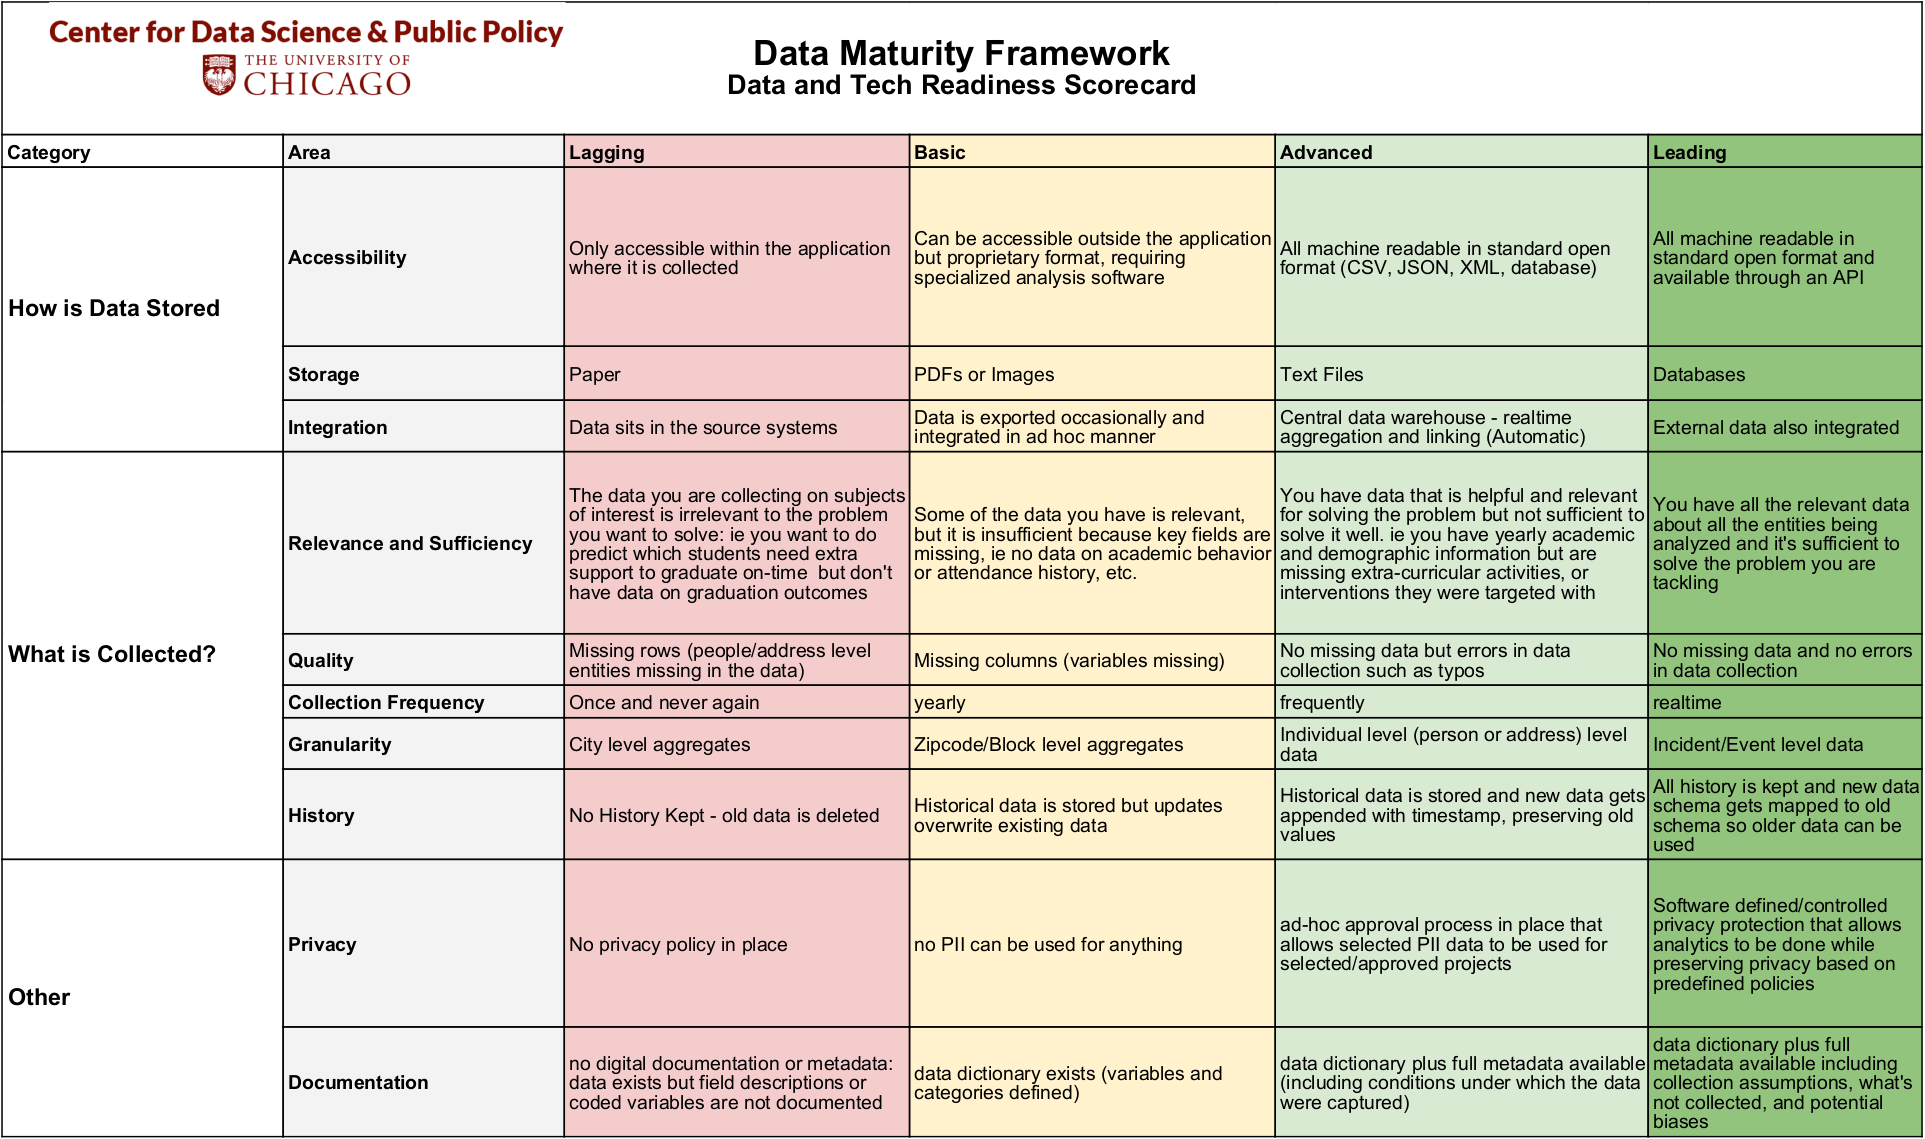 Center for Data Science & Public Policy
THE UNIVERSITY OF
CHICAGO
Data Maturity Framework
Data and Tech Readiness Scorecard
Category
Area
Lagging
Basic
Advanced
Leading
How is Data Stored
Accessibility
Only accessible within the application
where it is collected
Can be accessible outside the application
but proprietary format, requiring
specialized analysis software
All machine readable in standard open
format (CSV, JSON, XML, database)
All machine readable in
standard open format and
available through an API
Storage
Paper
PDFs or Images
Text Files
Databases
Integration
Data sits in the source systems
Data is exported occasionally and
integrated in ad hoc manner
Central data warehouse - realtime
aggregation and linking (Automatic)
External data also integrated
What is Collected?
Relevance and Sufficiency
The data you are collecting on subjects
of interest is irrelevant to the problem
you want to solve: ie you want to do
predict which students need extra
support to graduate on-time  but don't
have data on graduation outcomes
Some of the data you have is relevant,
but it is insufficient because key fields are
missing, ie no data on academic behavior
or attendance history, etc.
You have data that is helpful and relevant
for solving the problem but not sufficient to
solve it well. ie you have yearly academic
and demographic information but are
missing extra-curricular activities, or
interventions they were targeted with
You have all the relevant data
about all the entities being
analyzed and it's sufficient to
solve the problem you are
tackling
Quality
Missing rows (people/address level
entities missing in the data)
Missing columns (variables missing)
No missing data but errors in data
collection such as typos
No missing data and no errors
in data collection
Collection Frequency
Once and never again
yearly
frequently
realtime
Granularity
City level aggregates
Zipcode/Block level aggregates
Individual level (person or address) level
data
Incident/Event level data
History
No History Kept - old data is deleted
Historical data is stored but updates
overwrite existing data
Historical data is stored and new data gets
appended with timestamp, preserving old
values
All history is kept and new data
schema gets mapped to old
schema so older data can be
used
Other
Privacy
No privacy policy in place
no PII can be used for anything
ad-hoc approval process in place that
allows selected PII data to be used for
selected/approved projects
Software defined/controlled
privacy protection that allows
analytics to be done while
preserving privacy based on
predefined policies
Documentation
no digital documentation or metadata:
data exists but field descriptions or
coded variables are not documented
data dictionary exists (variables and
categories defined)
data dictionary plus full metadata available
(including conditions under which the data
were captured)
data dictionary plus full
metadata available including
collection assumptions, what's
not collected, and potential
biases